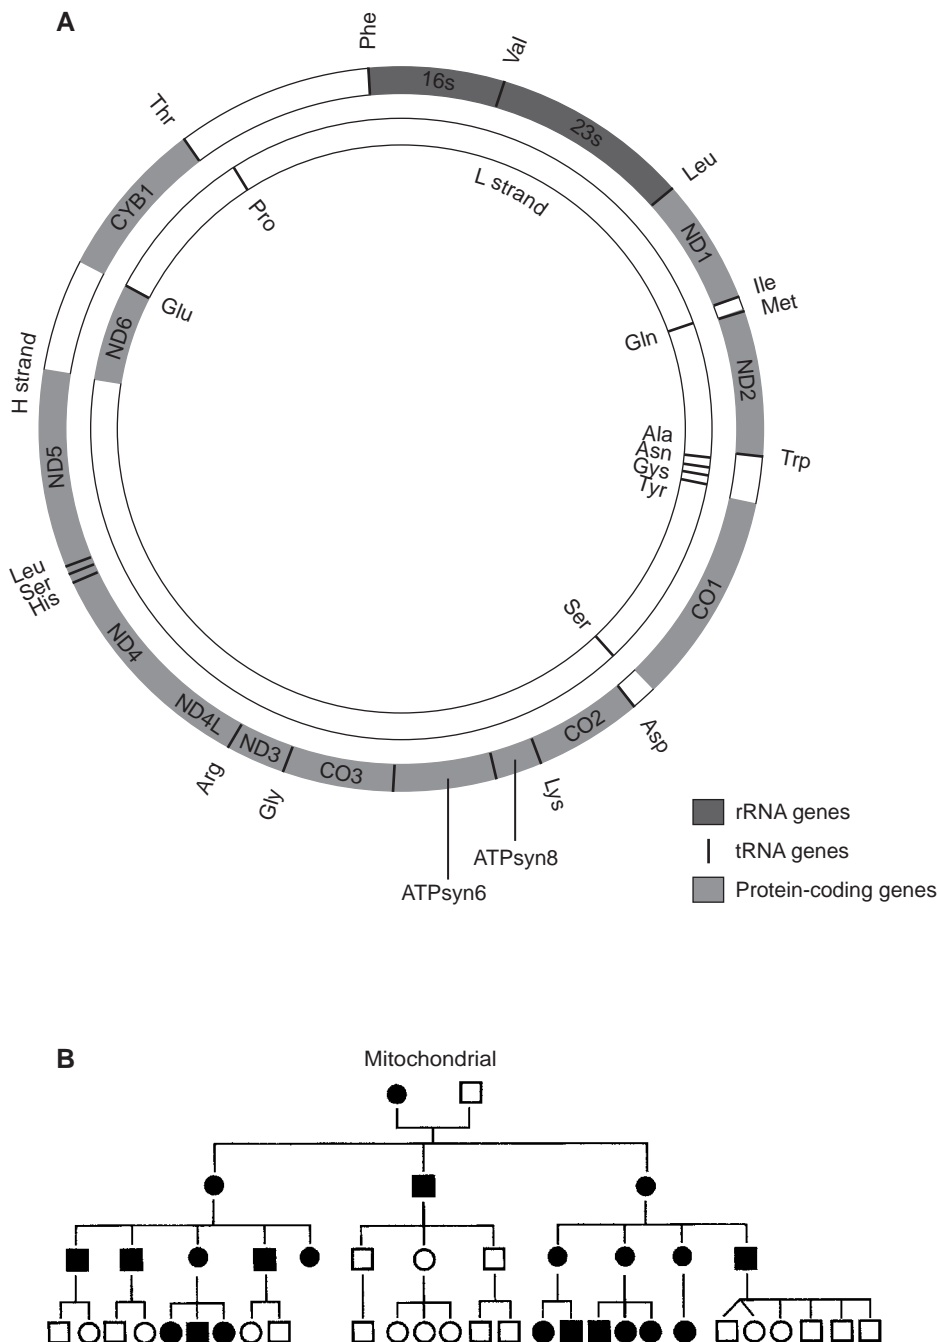 A
Phe
Val
16s
23s
Thr
Leu
CYB1
L strand
ND1
Pro
Ile
Met
Glu
Gln
ND6
H strand
ND2
Ala
Asn
Gys
Tyr
Trp
ND5
Leu
Ser
His
CO1
Ser
ND4
ND4L
ND3
CO3
CO2
Asp
Arg
Gly
Lys
ATPsyn8
ATPsyn6
rRNA genes
tRNA genes
Protein-coding genes
B
Mitochondrial